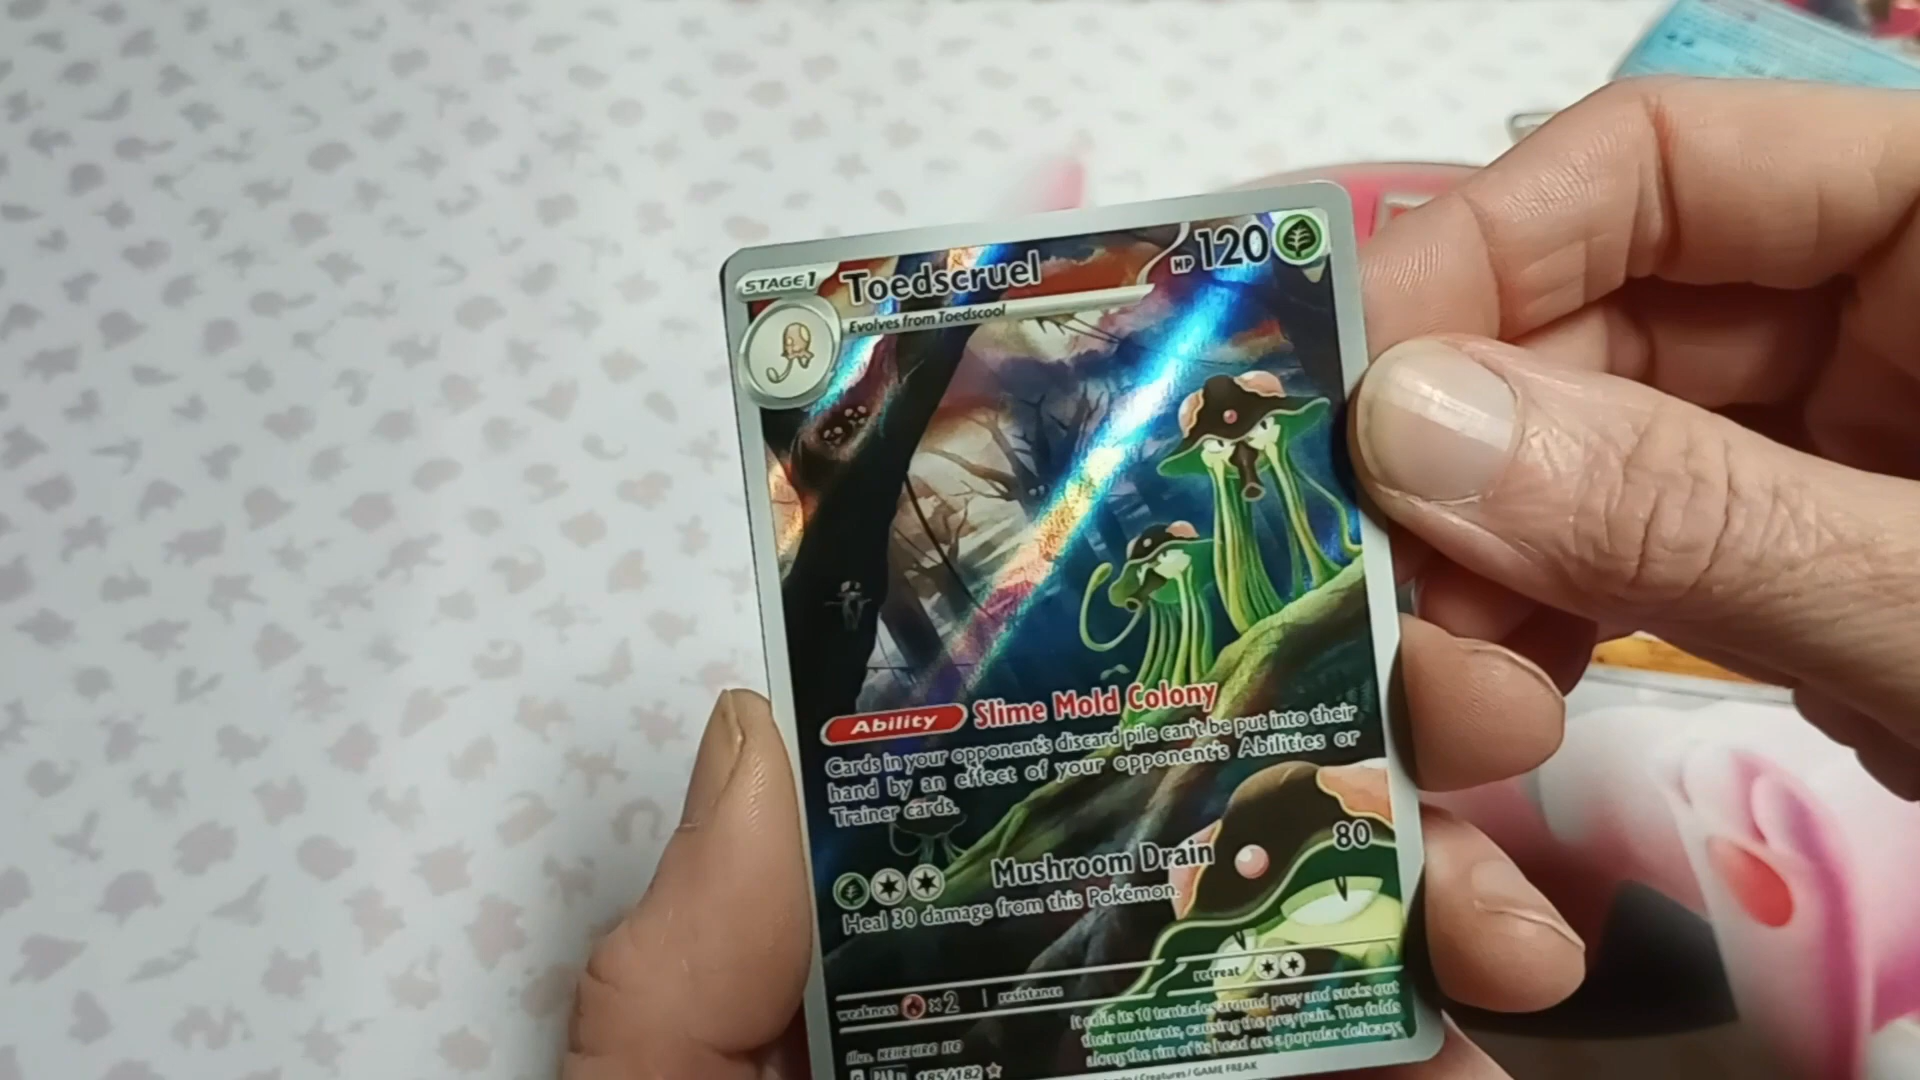 STAGE 1 Toedscruel HP 120
Evolves from Toedscool
Ability Slime Mold Colony
Cards in your opponent's discard pile can't be put into their
hand by an effect of your opponent's Abilities or
Trainer cards.
Mushroom Drain 80
Heal 30 damage from this Pokémon.
weakness ×2 resistance retreat
It coils its 10 tentacles around prey and sucks out
their nutrients, causing the prey pain. The folds
along the rim of its head are a popular delicacy.
Illus.
G PAR 185/182
/ Creatures / GAME FREAK